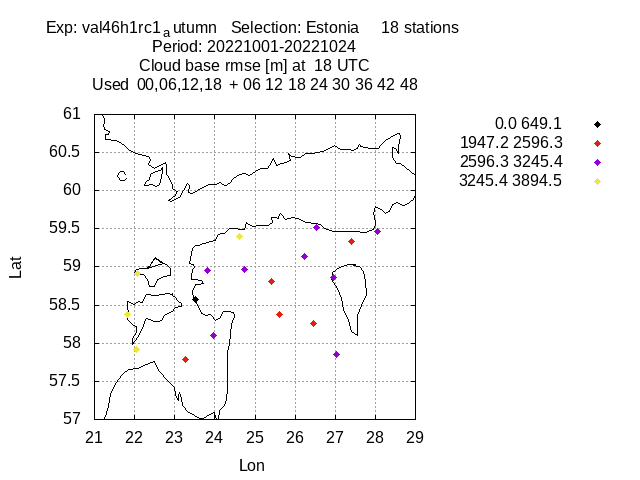 Exp: val46h1rc1a utumn Selection: Estonia 18 stations
Period: 20221001-20221024
Cloud base rmse [m] at 18 UTC
Used 00,06,12,18 + 06 12 18 24 30 36 42 48
0.0 649.1
1947.2 2596.3
2596.3 3245.4
3245.4 3894.5
61
60.5
60
59.5
59
58.5
58
57.5
57
Lat
21 22 23 24 25 26 27 28 29
Lon